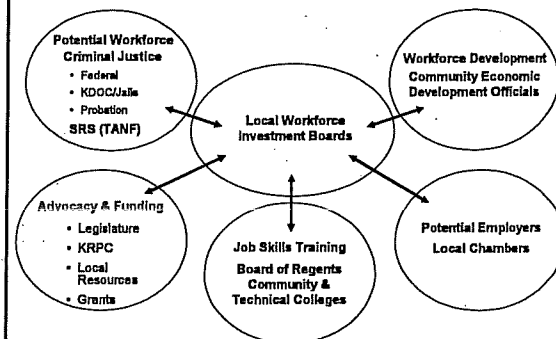 Potential Workforce
Criminal Justice
• Federal
• KDOC/Jails
• Probation
SRS (TANF)
Workforce Development
Community Economic
Development Officials
Local Workforce
Investment Boards
Advocacy & Funding
• Legislature
• KRPC
• Local
Resources
• Grants
Job Skills Training
Board of Regents
Community &
Technical Colleges
Potential Employers
Local Chambers